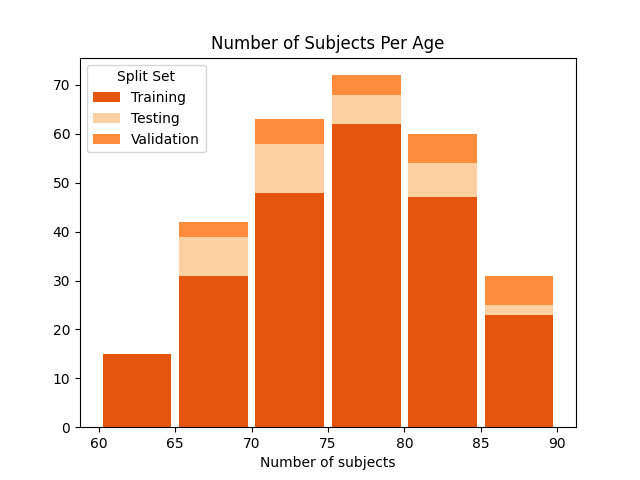 Number of Subjects Per Age
Split Set
Training
Testing
Validation
70
60
50
40
30
20
10
0
60 65 70 75 80 85 90
Number of subjects